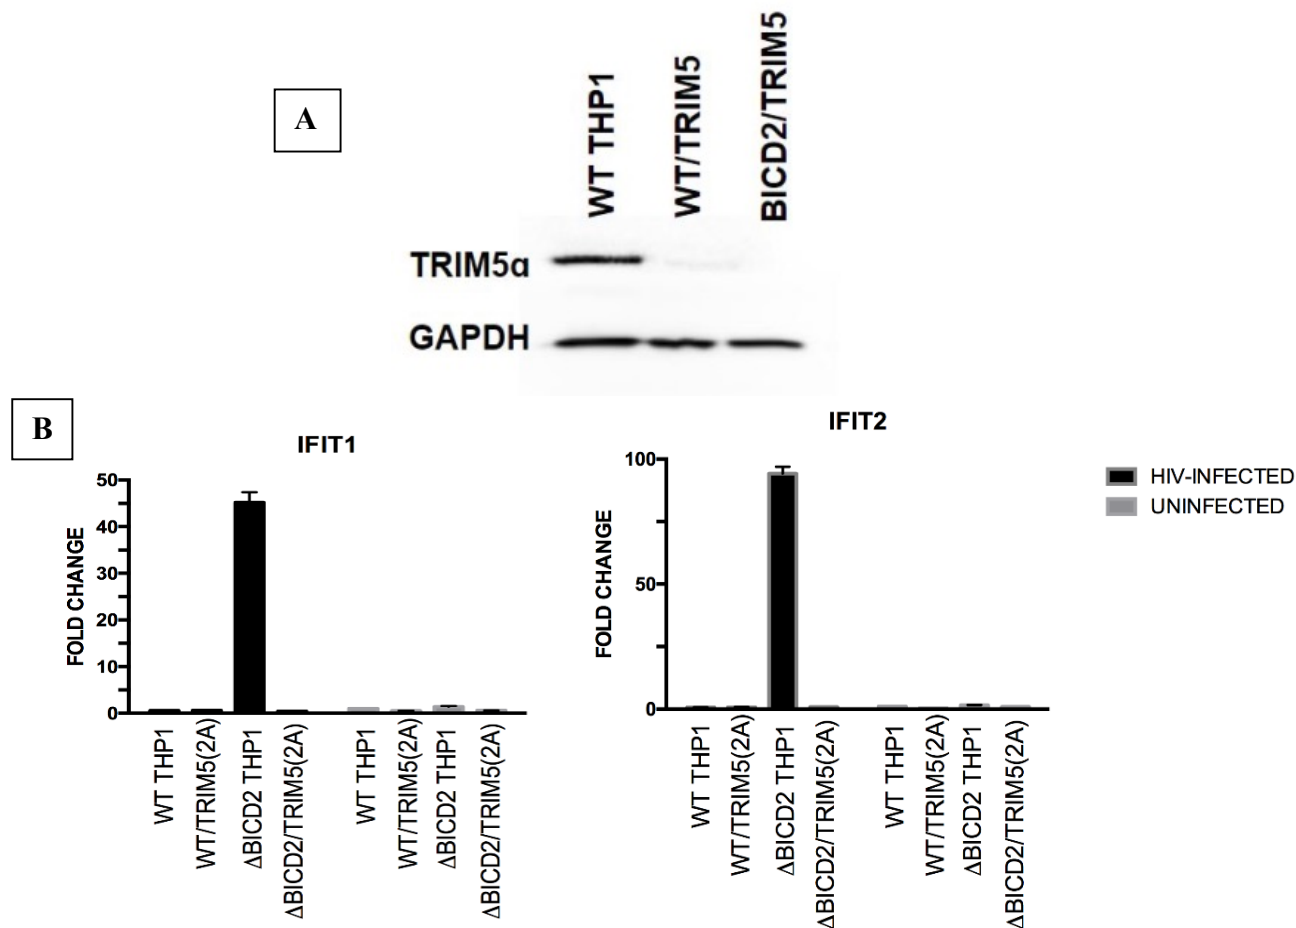 A
WT THP1
WT/TRIM5
BICD2/TRIM5
TRIM5α
GAPDH
B
IFIT1
FOLD CHANGE
50
40
30
20
10
0
WT THP1
WT/TRIM5(2A)
ΔBICD2 THP1
ΔBICD2/TRIM5(2A)
WT THP1
WT/TRIM5(2A)
ΔBICD2 THP1
ΔBICD2/TRIM5(2A)
IFIT2
FOLD CHANGE
100
50
0
WT THP1
WT/TRIM5(2A)
ΔBICD2 THP1
ΔBICD2/TRIM5(2A)
WT THP1
WT/TRIM5(2A)
ΔBICD2 THP1
ΔBICD2/TRIM5(2A)
HIV-INFECTED
UNINFECTED